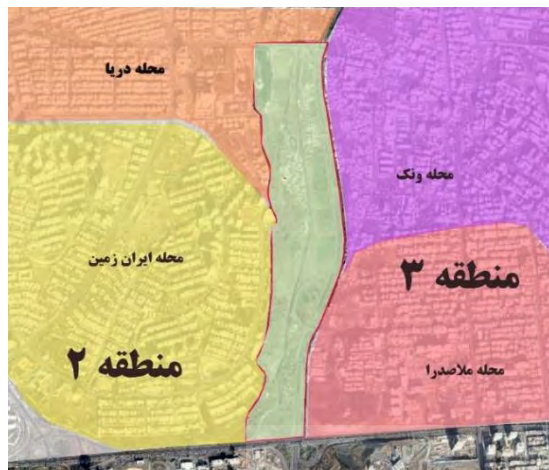 محله دریا
محله ونک
محله ایران زمین
منطقه ۳
منطقه ۲
محله ملاصدرا